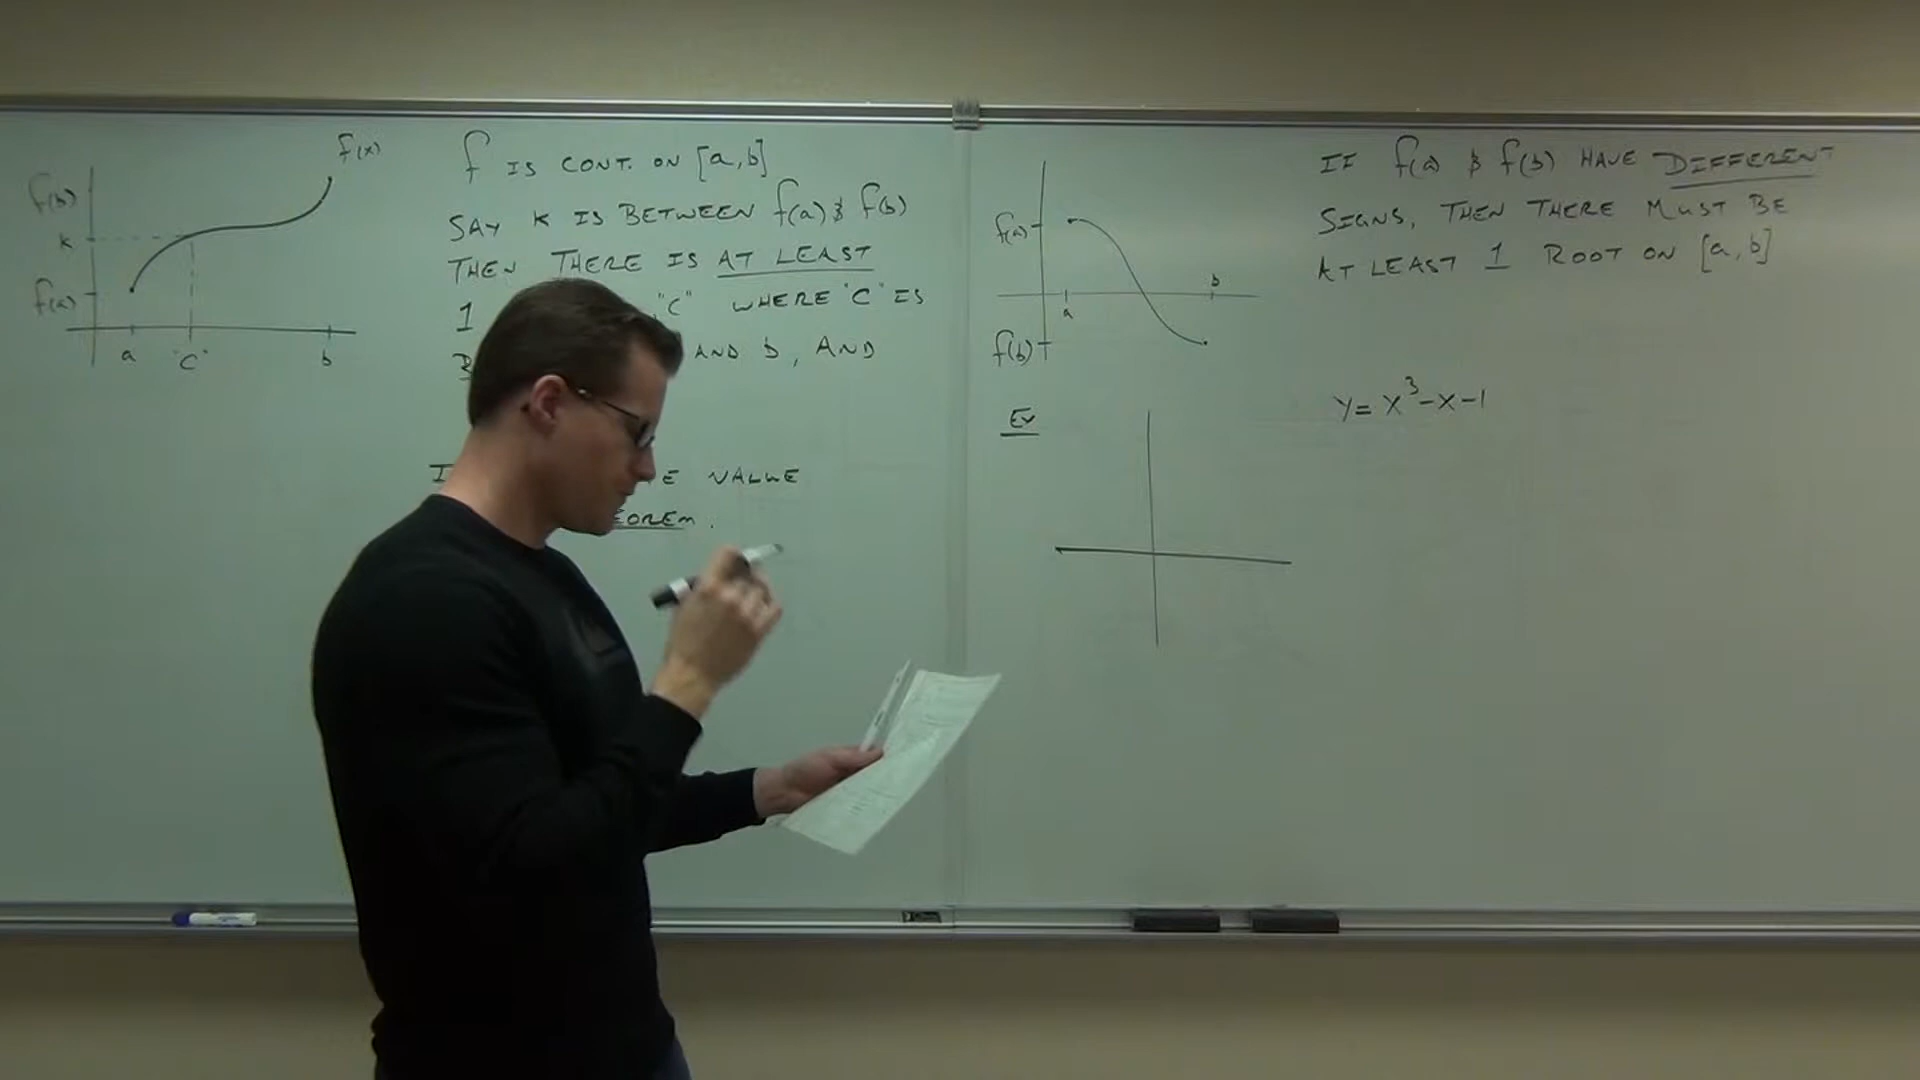 f(x)
f(b)
k
f(a)
a "C" b
f IS CONT. ON [a,b]
SAY K IS BETWEEN f(a) & f(b)
THEN THERE IS AT LEAST
1 "C" WHERE "C" IS
AND b, AND
VALUE
f(a)
a
b
f(b)
IF f(a) & f(b) HAVE DIFFERENT
SIGNS, THEN THERE MUST BE
AT LEAST 1 ROOT ON [a,b]
Ex
y = x³-x-1